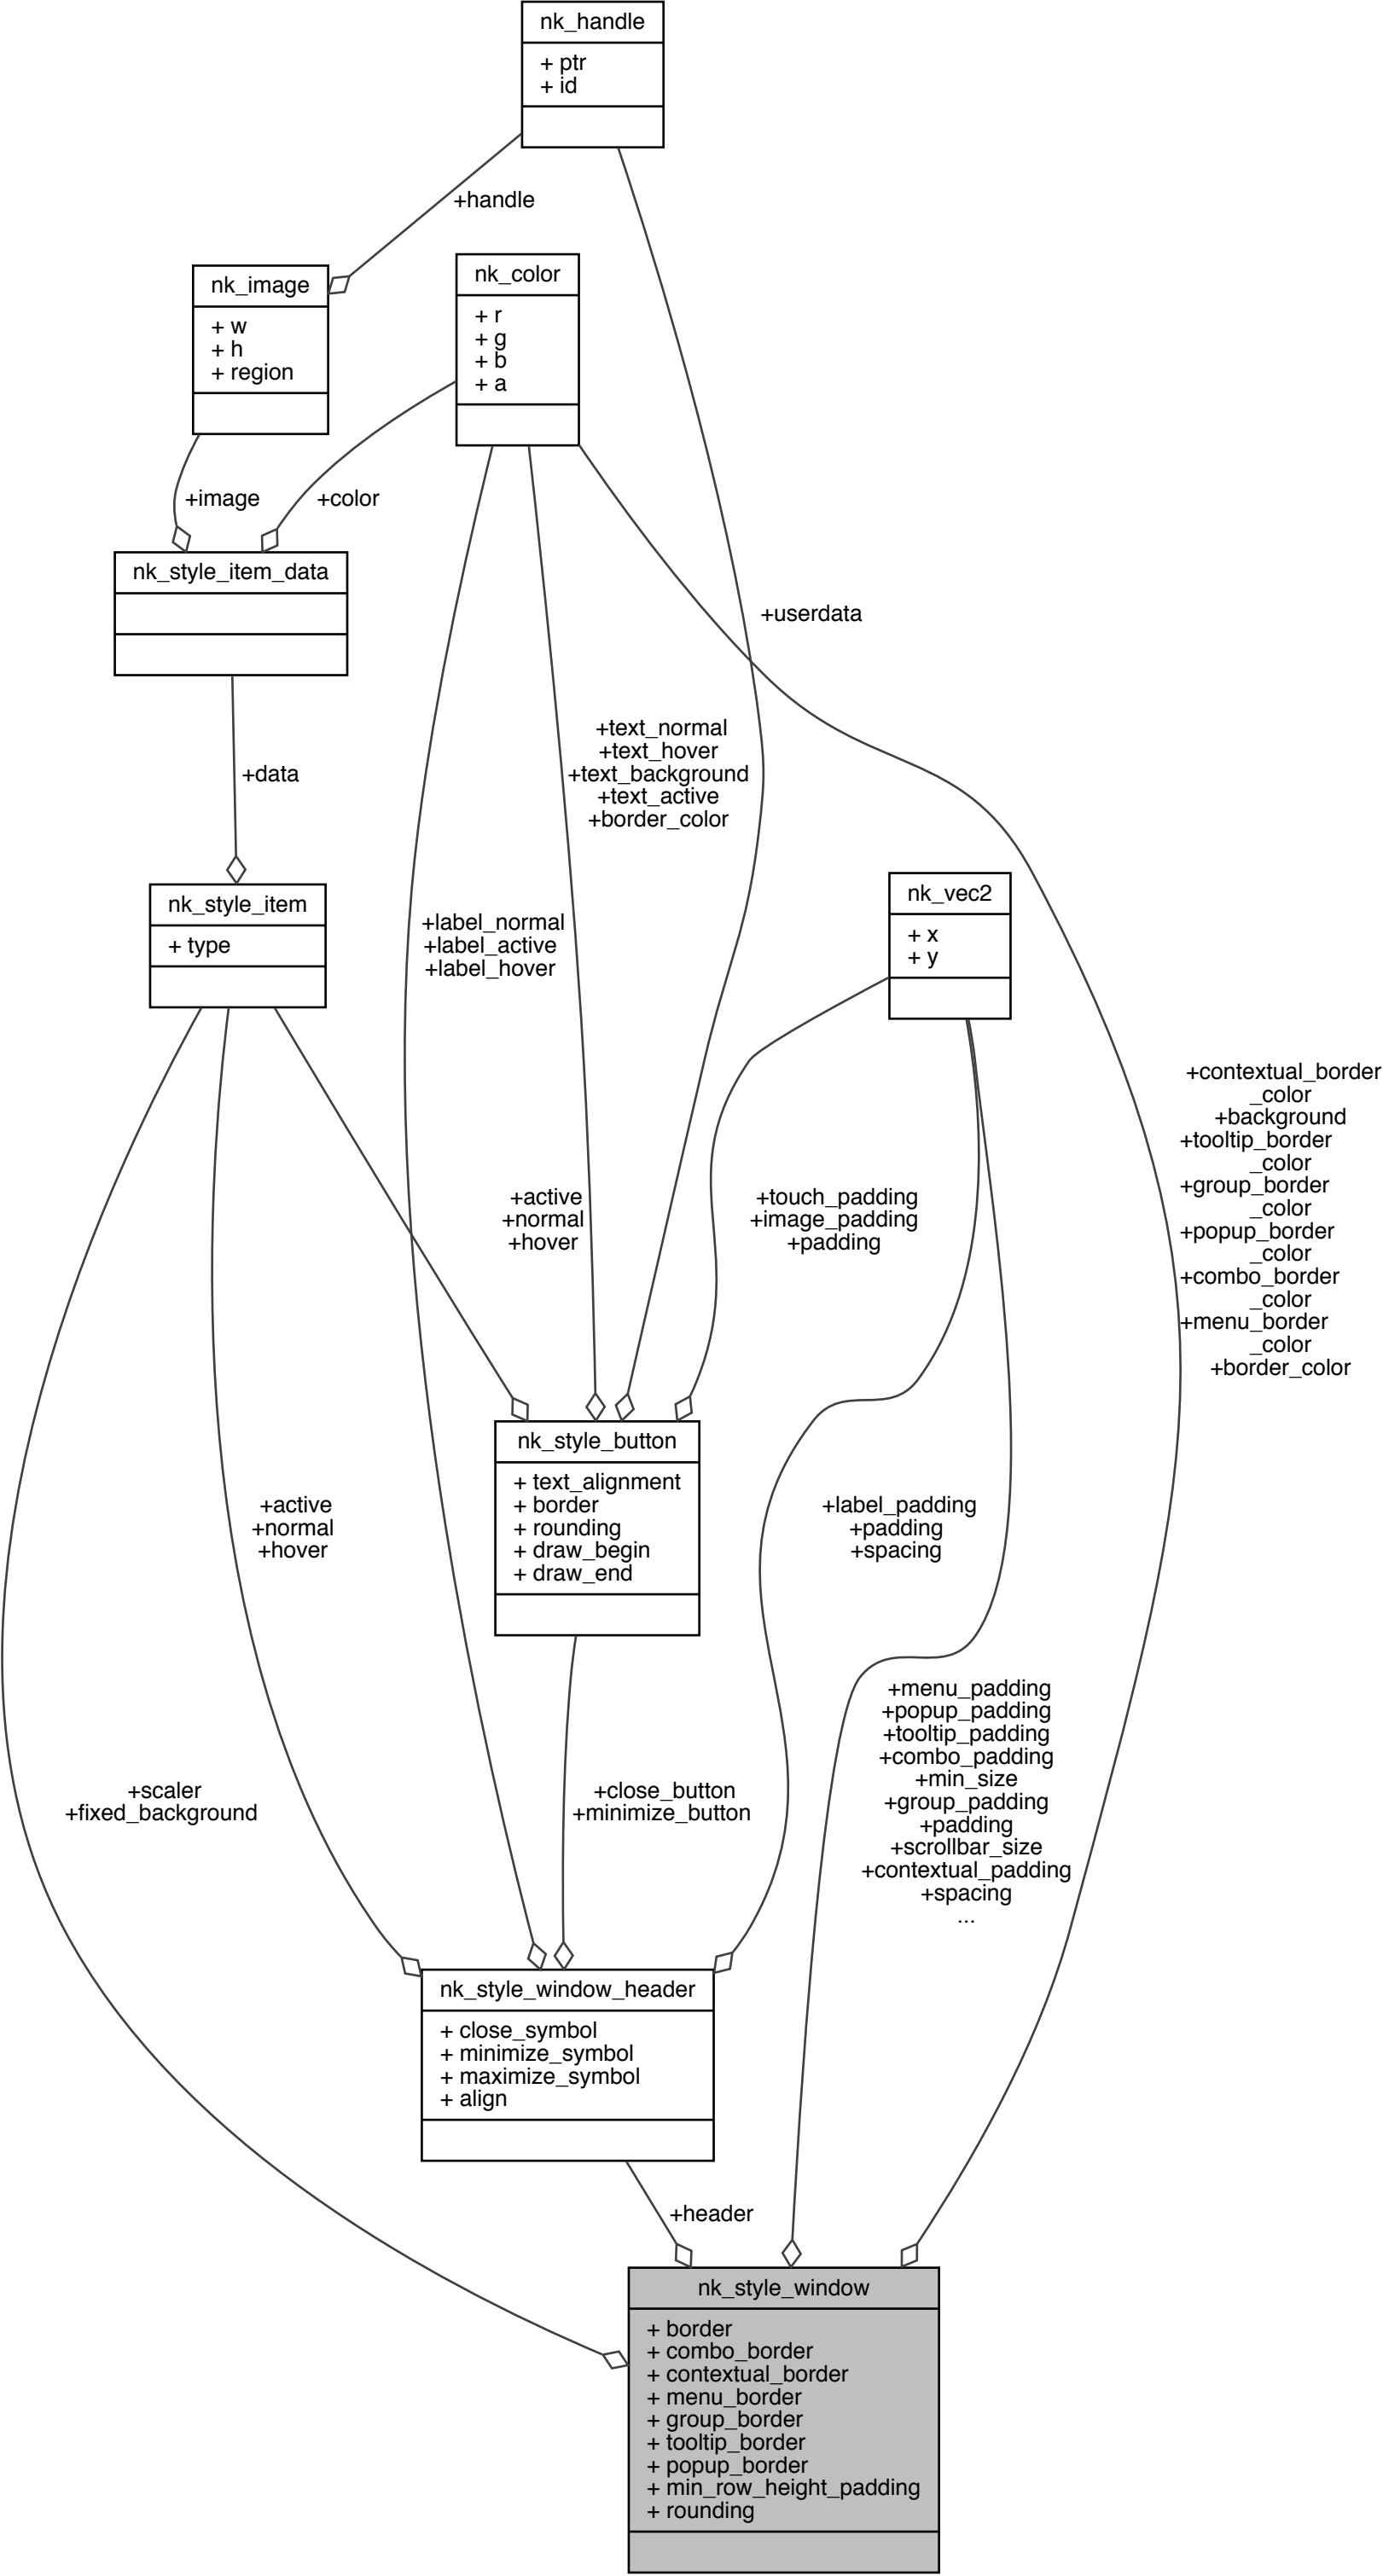 nk_handle
+ ptr
+ id
+handle
nk_image
+ w
+ h
+ region
nk_color
+ r
+ g
+ b
+ a
+image
+color
nk_style_item_data
+userdata
+text_normal
+text_hover
+text_background
+text_active
+border_color
+data
nk_style_item
+ type
nk_vec2
+ x
+ y
+label_normal
+label_active
+label_hover
+contextual_border
_color
+background
+tooltip_border
_color
+group_border
_color
+popup_border
_color
+combo_border
_color
+menu_border
_color
+border_color
+active
+normal
+hover
+touch_padding
+image_padding
+padding
nk_style_button
+ text_alignment
+ border
+ rounding
+ draw_begin
+ draw_end
+active
+normal
+hover
+label_padding
+padding
+spacing
+scaler
+fixed_background
+close_button
+minimize_button
+menu_padding
+popup_padding
+tooltip_padding
+combo_padding
+min_size
+group_padding
+padding
+scrollbar_size
+contextual_padding
+spacing
...
nk_style_window_header
+ close_symbol
+ minimize_symbol
+ maximize_symbol
+ align
+header
nk_style_window
+ border
+ combo_border
+ contextual_border
+ menu_border
+ group_border
+ tooltip_border
+ popup_border
+ min_row_height_padding
+ rounding